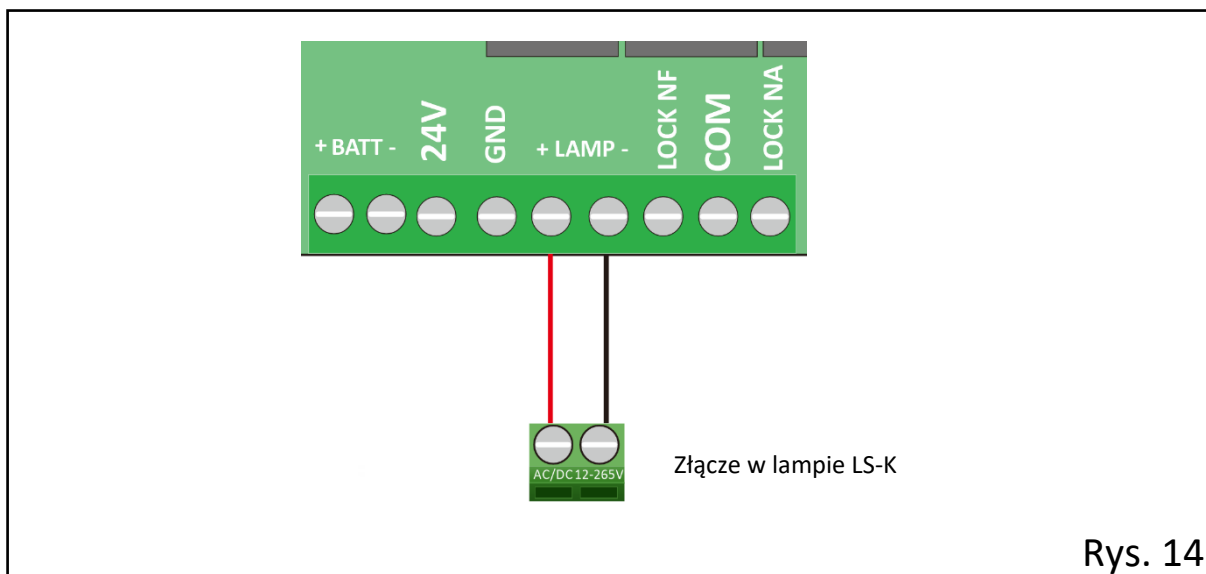 + BATT -
24V
GND
+ LAMP -
LOCK NF
COM
LOCK NA
AC/DC 12-265V
Złącze w lampie LS-K
Rys. 14